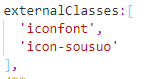 externalClasses:[
'iconfont',
'icon-sousuo'
],